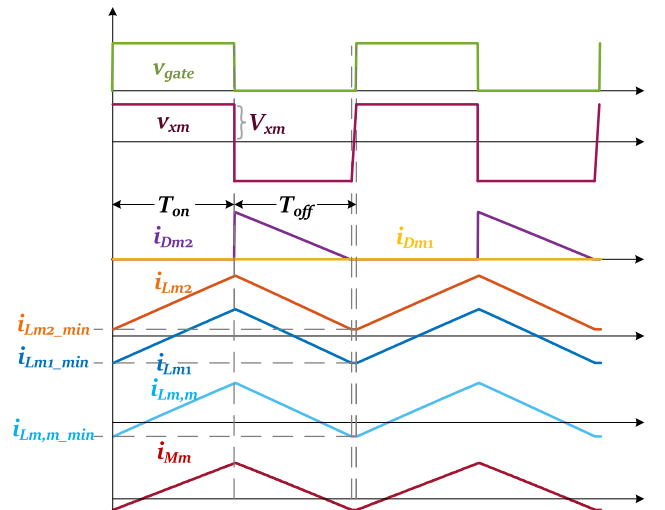 v_gate
v_xm
V_xm
T_on
T_off
i_Dm2
i_Dm1
i_Lm2
i_Lm2_min
i_Lm1_min
i_Lm1
i_Lm,m
i_Lm,m_min
i_Mm